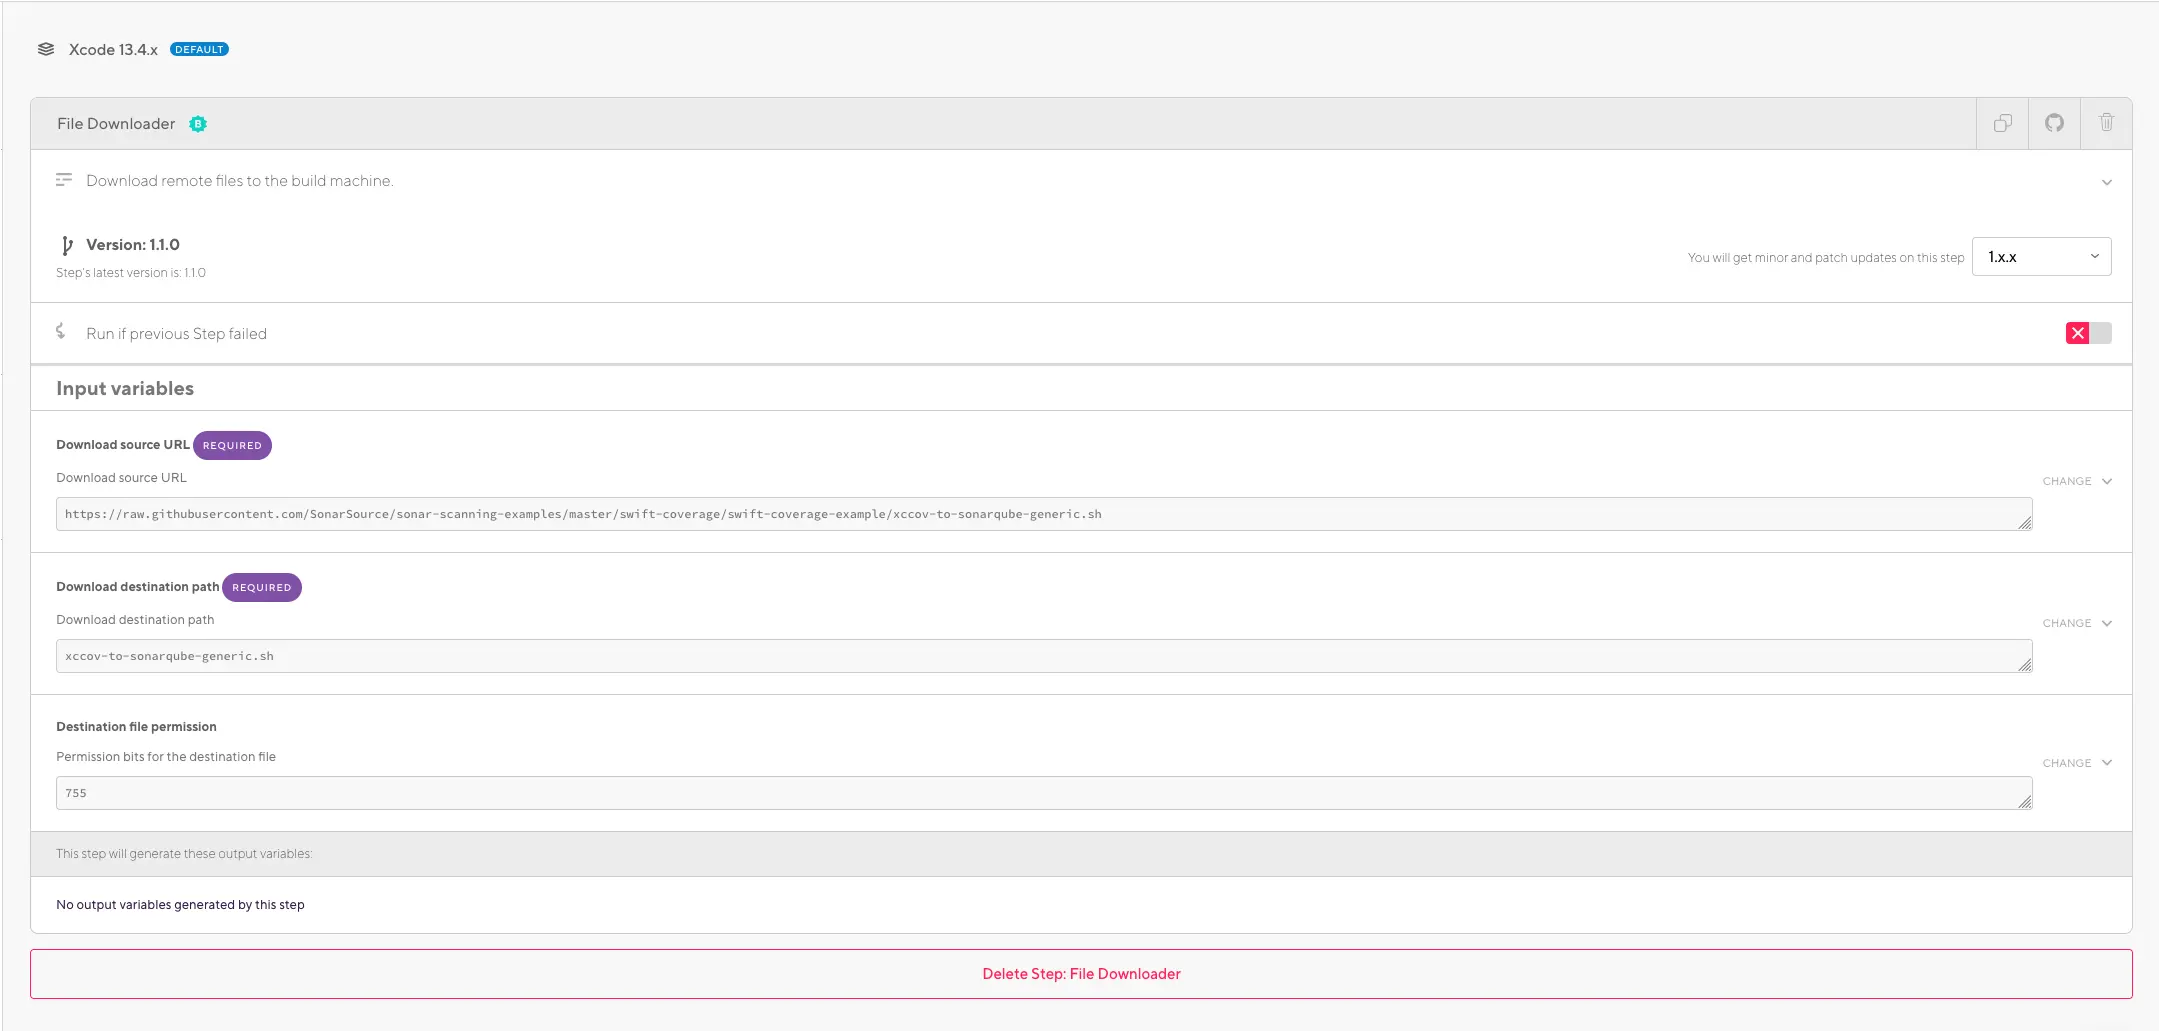 Xcode 13.4.x DEFAULT
File Downloader B
Download remote files to the build machine.
Version: 1.1.0
Step's latest version is: 1.1.0
You will get minor and patch updates on this step 1.x.x
Run if previous Step failed
Input variables
Download source URL REQUIRED
Download source URL
CHANGE
https://raw.githubusercontent.com/SonarSource/sonar-scanning-examples/master/swift-coverage/swift-coverage-example/xccov-to-sonarqube-generic.sh
Download destination path REQUIRED
Download destination path
CHANGE
xccov-to-sonarqube-generic.sh
Destination file permission
Permission bits for the destination file
CHANGE
755
This step will generate these output variables:
No output variables generated by this step
Delete Step: File Downloader